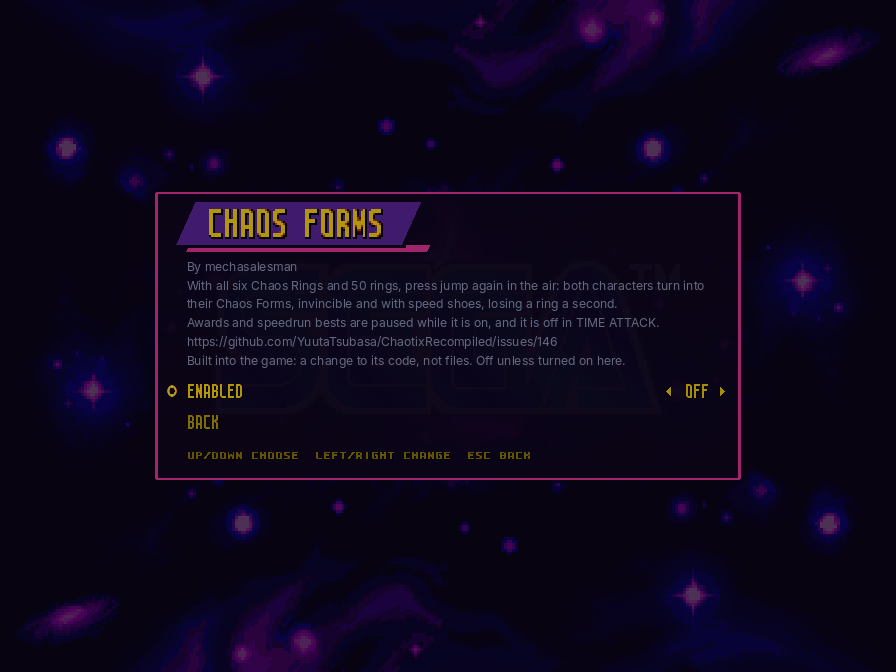 CHAOS FORMS
By mechasalesman
With all six Chaos Rings and 50 rings, press jump again in the air: both characters turn into
their Chaos Forms, invincible and with speed shoes, losing a ring a second.
Awards and speedrun bests are paused while it is on, and it is off in TIME ATTACK.
https://github.com/YuutaTsubasa/ChaotixRecompiled/issues/146
Built into the game: a change to its code, not files. Off unless turned on here.
ENABLED OFF
BACK
UP/DOWN CHOOSE LEFT/RIGHT CHANGE ESC BACK